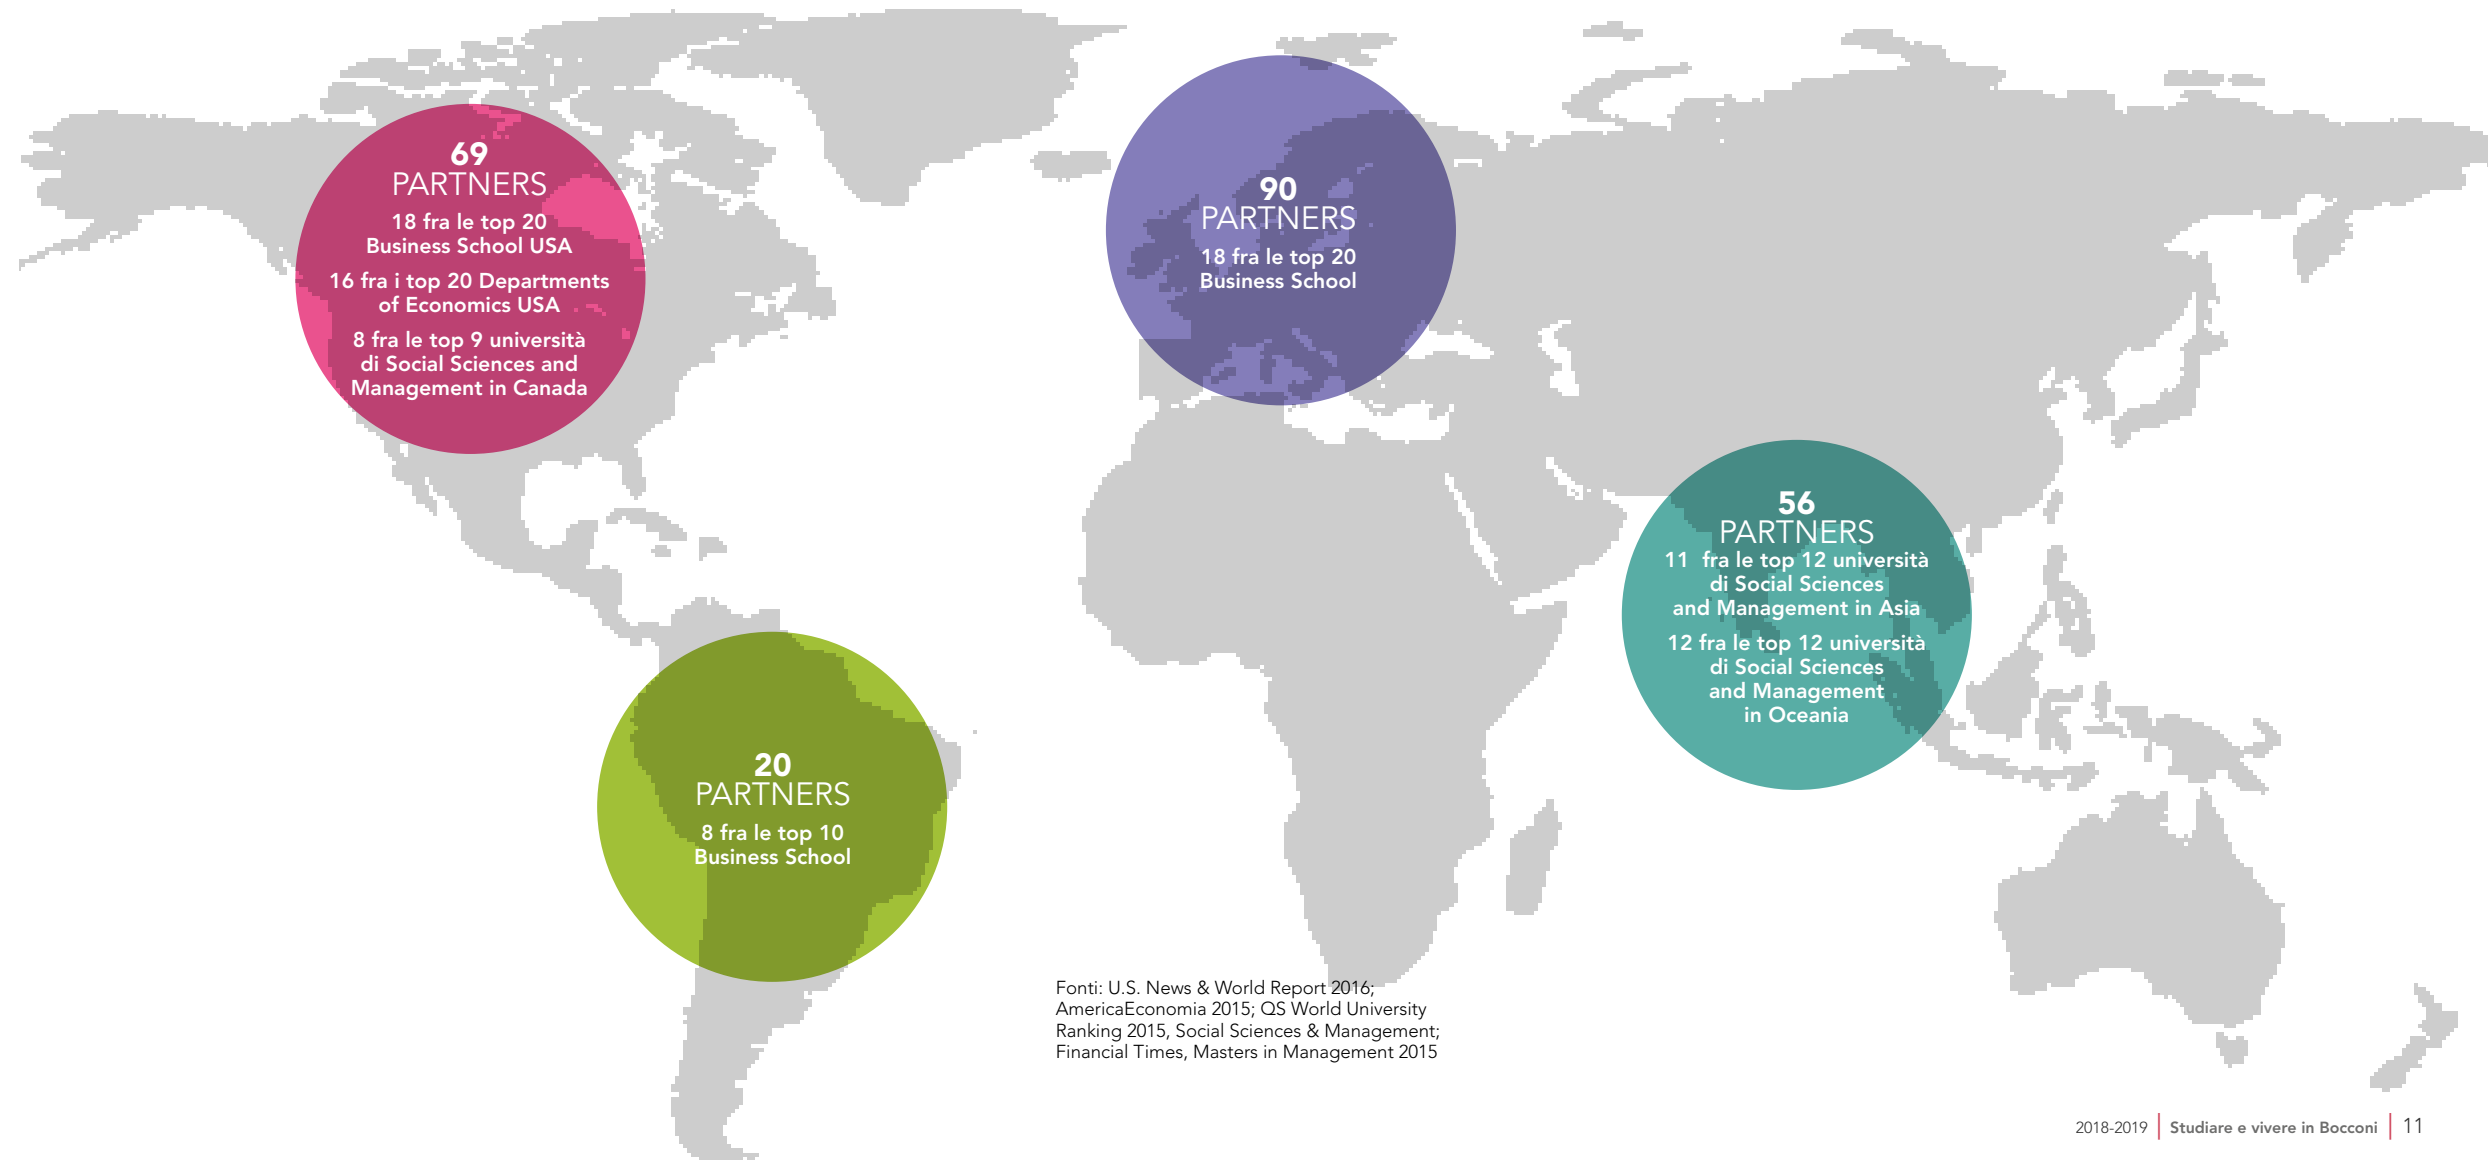 69
PARTNERS
18 fra le top 20
Business School USA
16 fra i top 20 Departments
of Economics USA
8 fra le top 9 università
di Social Sciences and
Management in Canada
90
PARTNERS
18 fra le top 20
Business School
56
PARTNERS
11 fra le top 12 università
di Social Sciences
and Management in Asia
12 fra le top 12 università
di Social Sciences
and Management
in Oceania
20
PARTNERS
8 fra le top 10
Business School
Fonti: U.S. News & World Report 2016;
AmericaEconomia 2015; QS World University
Ranking 2015, Social Sciences & Management;
Financial Times, Masters in Management 2015
2018-2019 | Studiare e vivere in Bocconi | 11